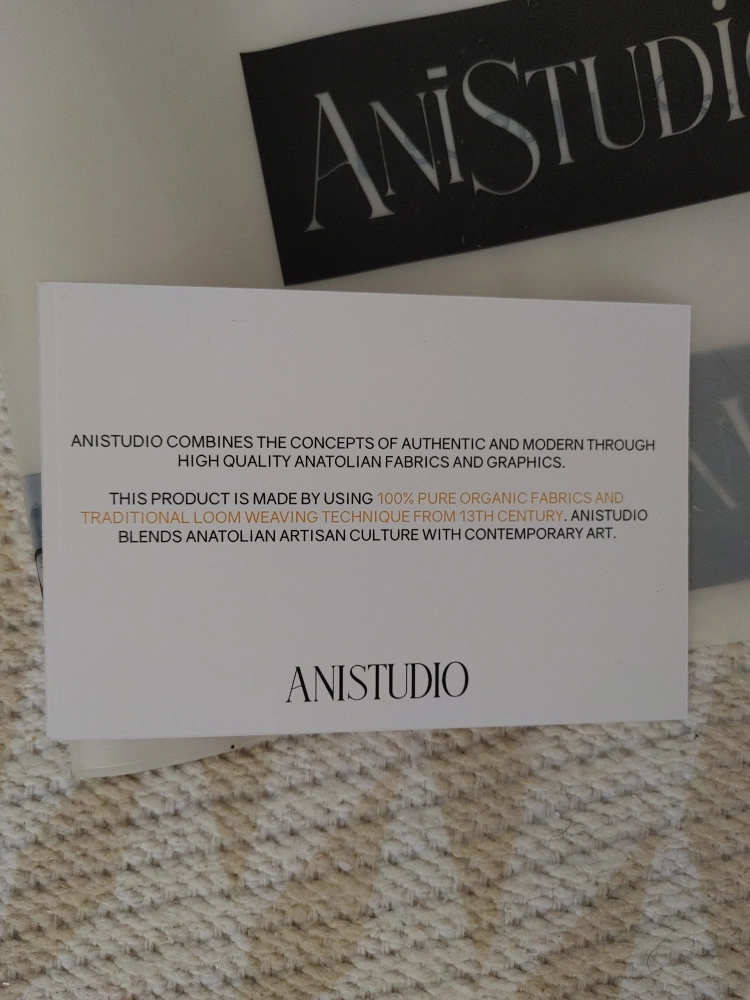 ANISTUDIO
ANISTUDIO COMBINES THE CONCEPTS OF AUTHENTIC AND MODERN THROUGH
HIGH QUALITY ANATOLIAN FABRICS AND GRAPHICS.
THIS PRODUCT IS MADE BY USING 100% PURE ORGANIC FABRICS AND
TRADITIONAL LOOM WEAVING TECHNIQUE FROM 13TH CENTURY. ANISTUDIO
BLENDS ANATOLIAN ARTISAN CULTURE WITH CONTEMPORARY ART.
ANISTUDIO